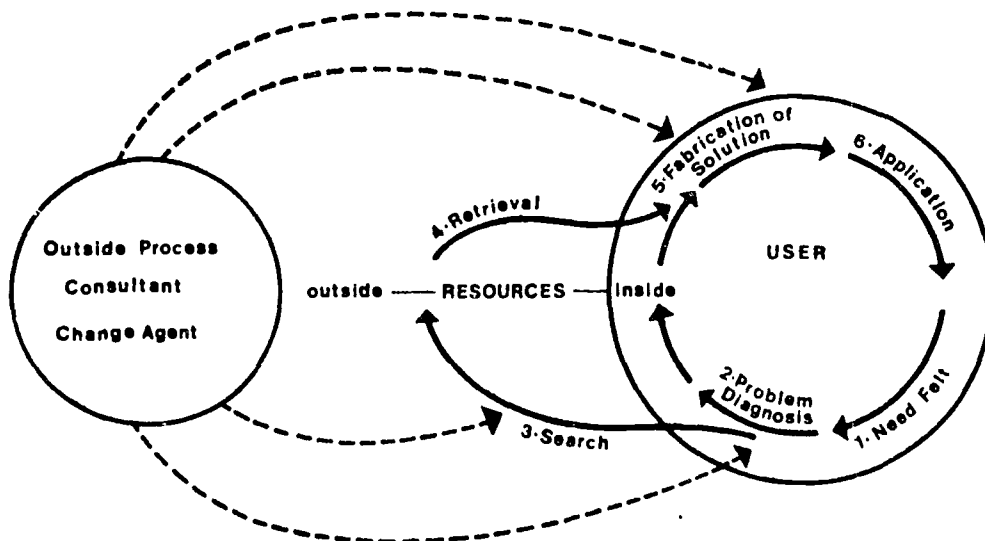 Outside Process
Consultant
Change Agent
outside — RESOURCES — inside
4·Retrieval
3·Search
USER
5·Fabrication of
Solution
6·Application
1·Need Felt
2·Problem
Diagnosis